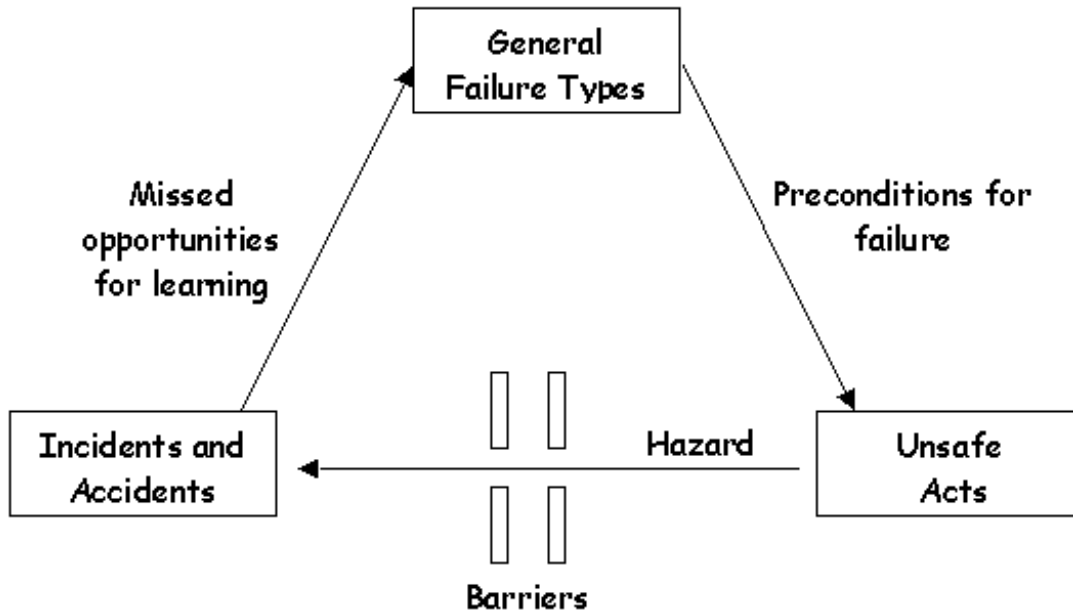 General
Failure Types
Missed
opportunities
for learning
Preconditions for
failure
Incidents and
Accidents
Hazard
Unsafe
Acts
Barriers